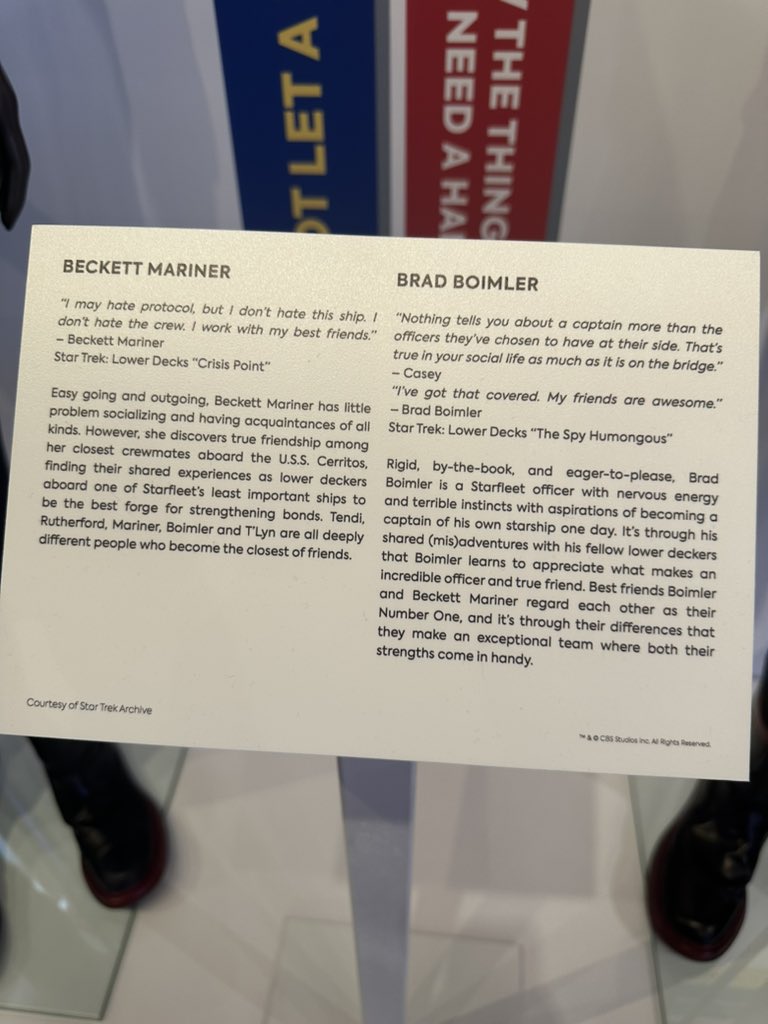 OT LET A
THE THING
NEED A HA
BECKETT MARINER
"I may hate protocol, but I don't hate this ship. I
don't hate the crew. I work with my best friends."
– Beckett Mariner
Star Trek: Lower Decks "Crisis Point"
Easy going and outgoing, Beckett Mariner has little
problem socializing and having acquaintances of all
kinds. However, she discovers true friendship among
her closest crewmates aboard the U.S.S. Cerritos,
finding their shared experiences as lower deckers
aboard one of Starfleet's least important ships to
be the best forge for strengthening bonds. Tendi,
Rutherford, Mariner, Boimler and T'Lyn are all deeply
different people who become the closest of friends.
Courtesy of Star Trek Archive
BRAD BOIMLER
"Nothing tells you about a captain more than the
officers they've chosen to have at their side. That's
true in your social life as much as it is on the bridge."
– Casey
"I've got that covered. My friends are awesome."
– Brad Boimler
Star Trek: Lower Decks "The Spy Humongous"
Rigid, by-the-book, and eager-to-please, Brad
Boimler is a Starfleet officer with nervous energy
and terrible instincts with aspirations of becoming a
captain of his own starship one day. It's through his
shared (mis)adventures with his fellow lower deckers
that Boimler learns to appreciate what makes an
incredible officer and true friend. Best friends Boimler
and Beckett Mariner regard each other as their
Number One, and it's through their differences that
they make an exceptional team where both their
strengths come in handy.
™ & © CBS Studios Inc. All Rights Reserved.